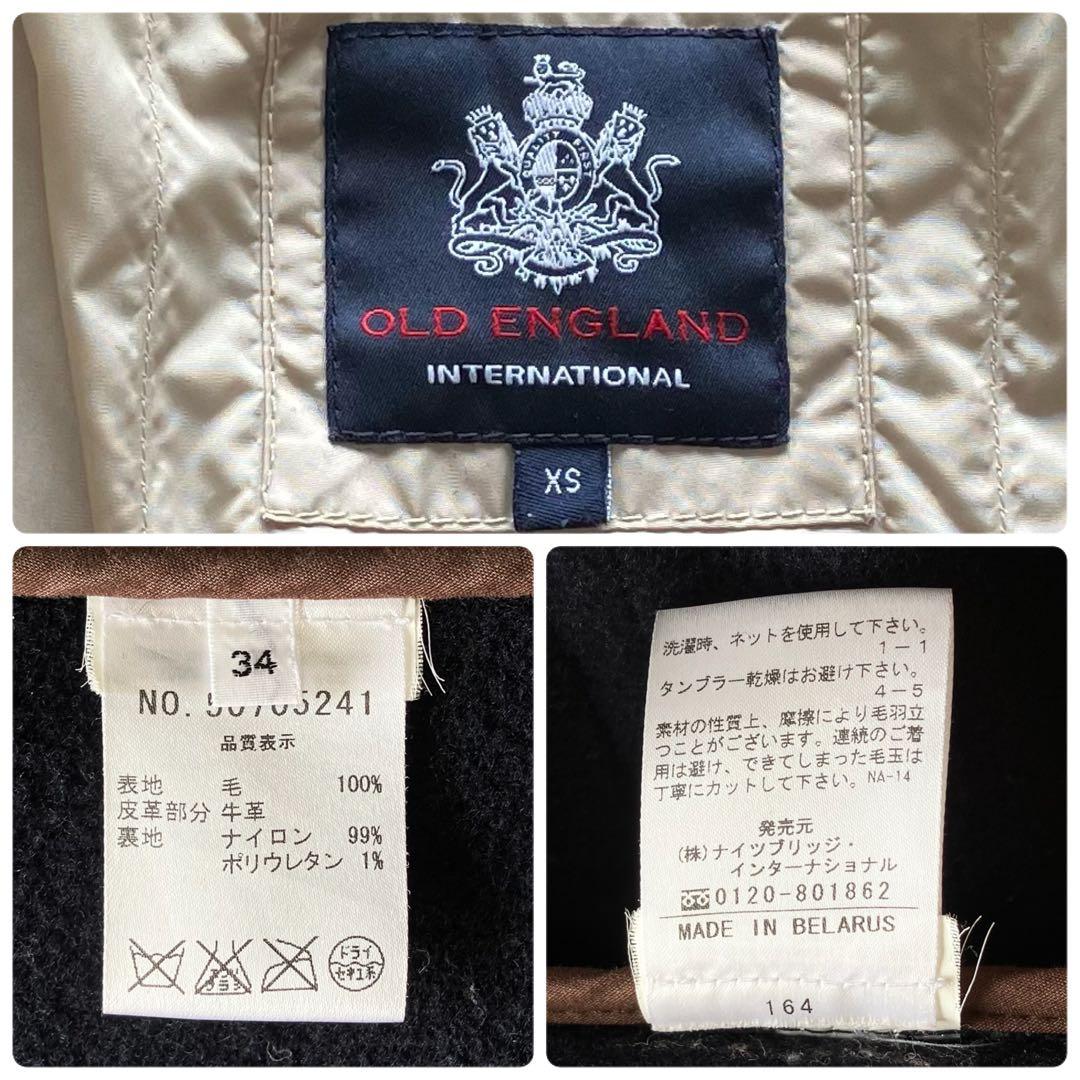 QUALITY FIRST
OLD ENGLAND
INTERNATIONAL
XS
34
品質表示
表地 毛 100%
皮革部分 牛革
裏地 ナイロン 99%
ポリウレタン 1%
ドライ
セキユ系
洗濯時、ネットを使用して下さい。
1-1
タンブラー乾燥はお避け下さい。
4-5
素材の性質上、摩擦により毛羽立
つことがございます。連続のご着
用は避け、できてしまった毛玉は
丁寧にカットして下さい。NA-14
発売元
(株)ナイツブリッジ・
インターナショナル
0120-801862
MADE IN BELARUS
164